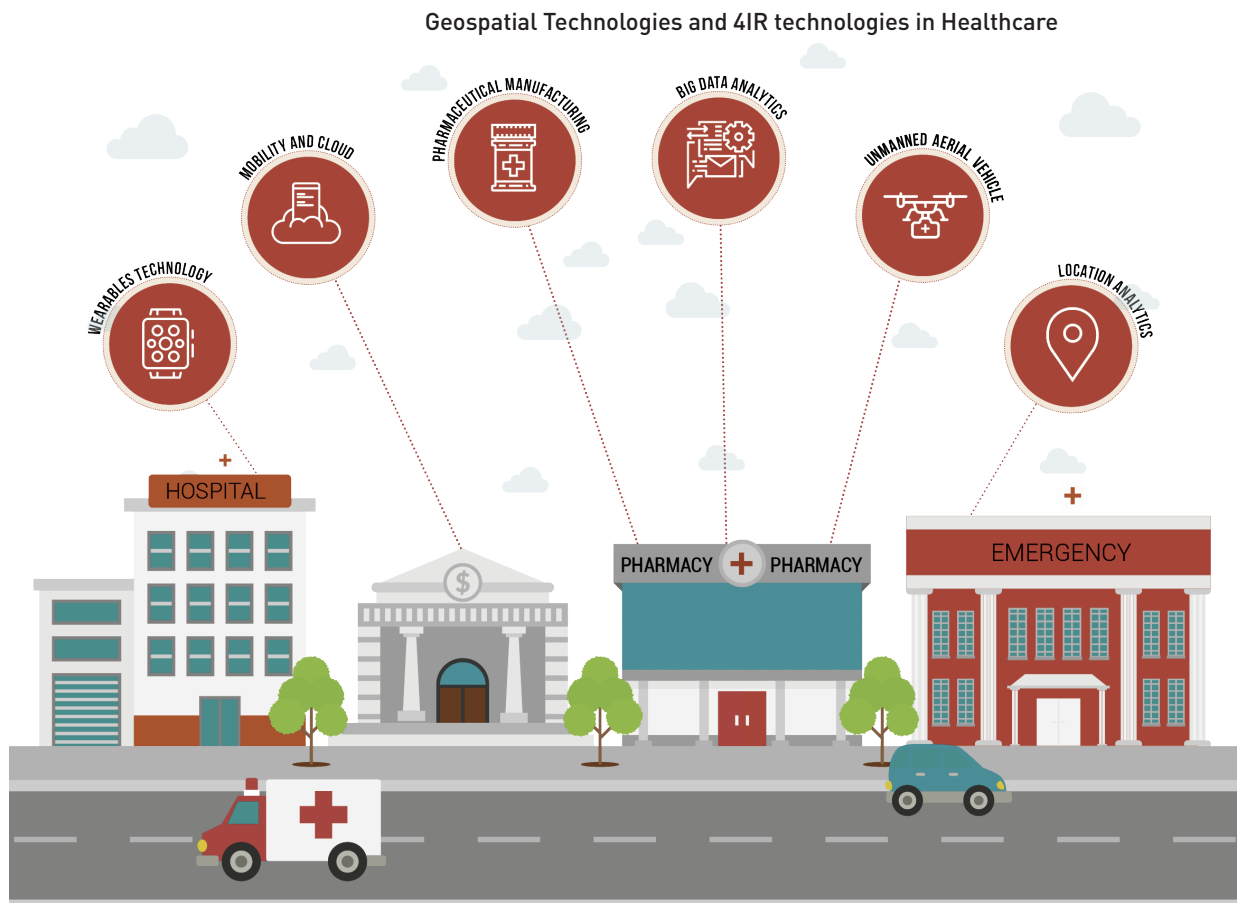 Geospatial Technologies and 4IR technologies in Healthcare
WEARABLES TECHNOLOGY
MOBILITY AND CLOUD
PHARMACEUTICAL MANUFACTURING
BIG DATA ANALYTICS
UNMANNED AERIAL VEHICLE
LOCATION ANALYTICS
HOSPITAL
$
PHARMACY PHARMACY
EMERGENCY